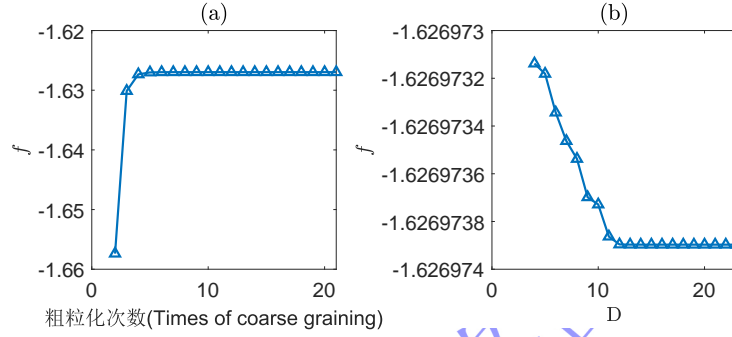 (a)
-1.62
-1.63
-1.64
-1.65
-1.66
f
0
10
20
粗粒化次数(Times of coarse graining)
(b)
-1.626973
-1.6269732
-1.6269734
-1.6269736
-1.6269738
-1.626974
f
0
10
20
D